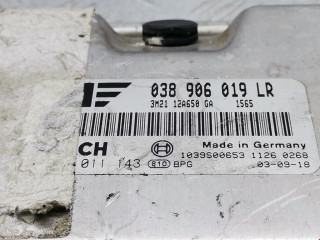 038 906 019 LR
3M21 12A650 GA 1565
CH
Made in Germany
1039S00653 1126 0268
011 143 610 BPG 03-09-18